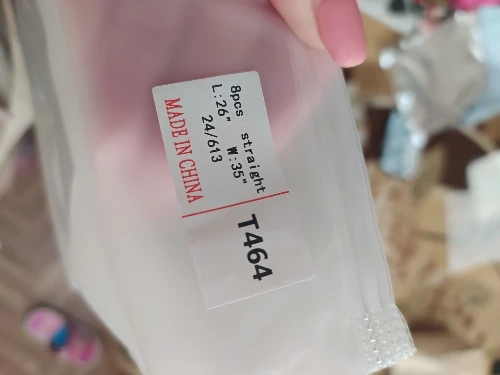 8pcs straight
L:26" W:35"
24/613
MADE IN CHINA
T464